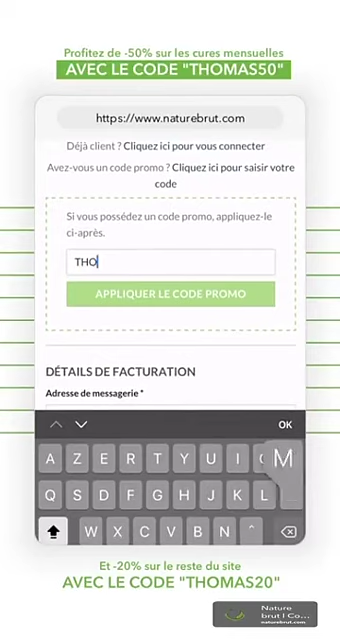 Profitez de -50% sur les cures mensuelles
AVEC LE CODE "THOMAS50"
https://www.naturebrut.com
Déjà client ? Cliquez ici pour vous connecter
Avez-vous un code promo ? Cliquez ici pour saisir votre
code
Si vous possédez un code promo, appliquez-le
ci-après.
THO
APPLIQUER LE CODE PROMO
DÉTAILS DE FACTURATION
Adresse de messagerie *
OK
A Z E R T Y U I M
Q S D F G H J K L
W X C V B N ^
Et -20% sur le reste du site
AVEC LE CODE "THOMAS20"
Nature
brut | Co...
naturebrut.com